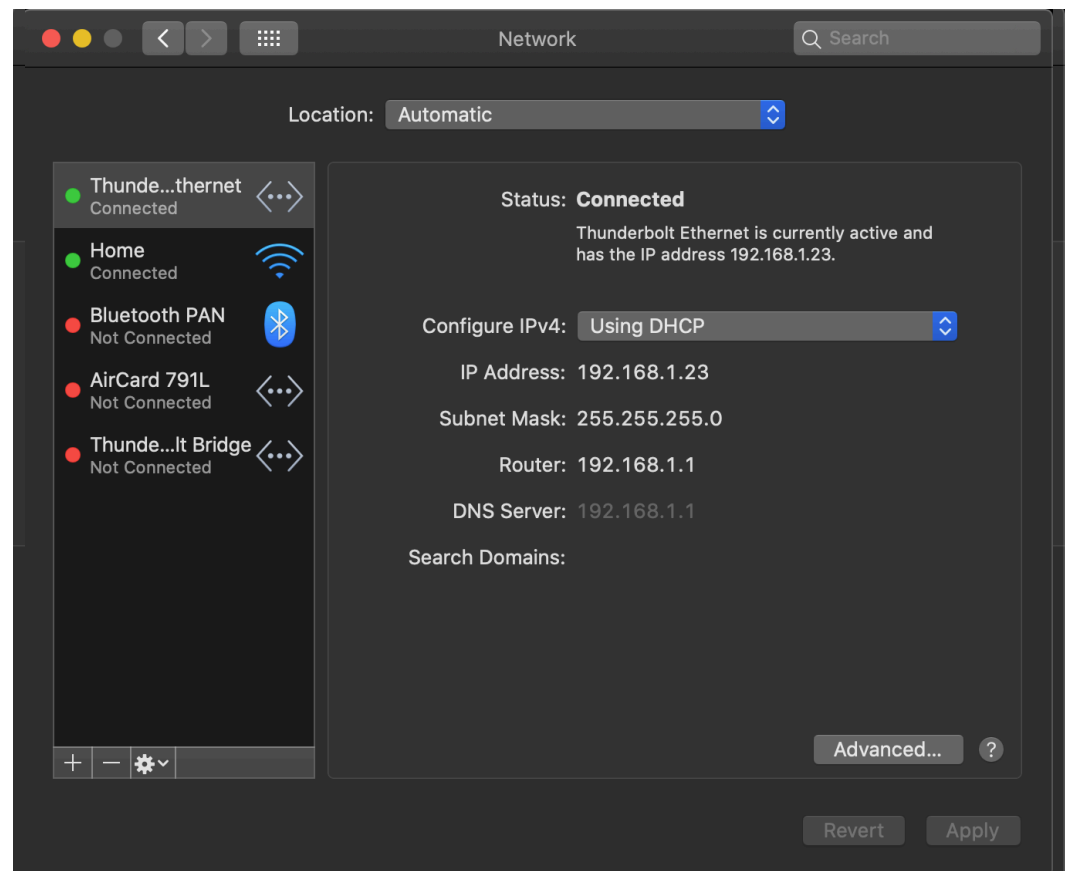 Network
Search
Location: Automatic
Thunde...thernet
Connected
Home
Connected
Bluetooth PAN
Not Connected
AirCard 791L
Not Connected
Thunde...lt Bridge
Not Connected
Status: Connected
Thunderbolt Ethernet is currently active and
has the IP address 192.168.1.23.
Configure IPv4: Using DHCP
IP Address: 192.168.1.23
Subnet Mask: 255.255.255.0
Router: 192.168.1.1
DNS Server: 192.168.1.1
Search Domains:
Advanced...
?
Revert
Apply